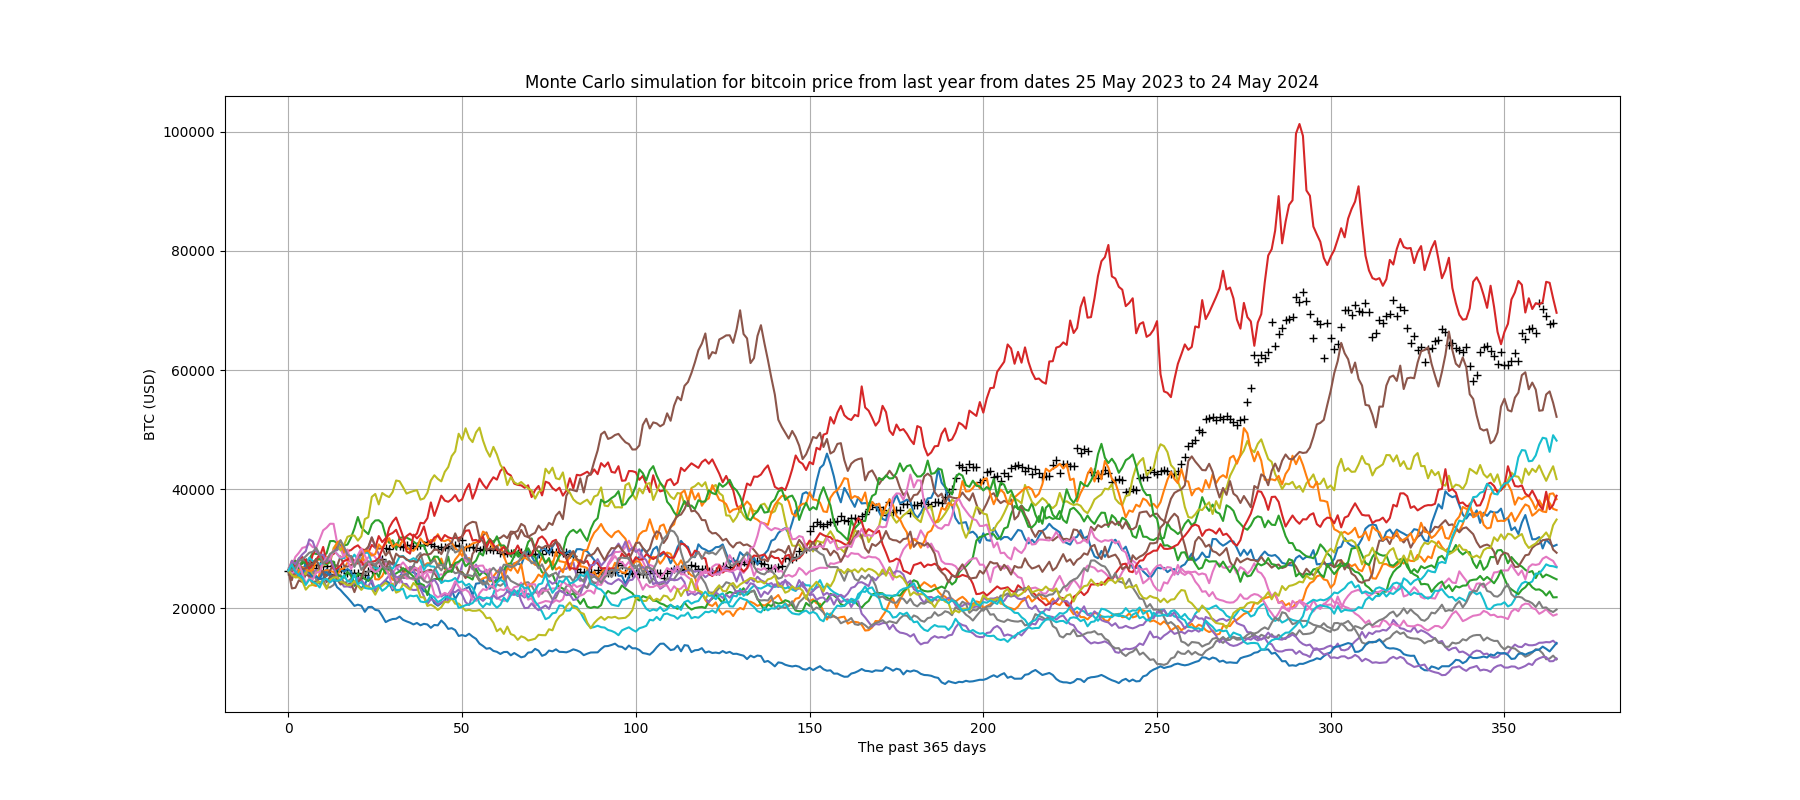 Monte Carlo simulation for bitcoin price from last year from dates 25 May 2023 to 24 May 2024
100000
80000
60000
40000
20000
BTC (USD)
0 50 100 150 200 250 300 350
The past 365 days